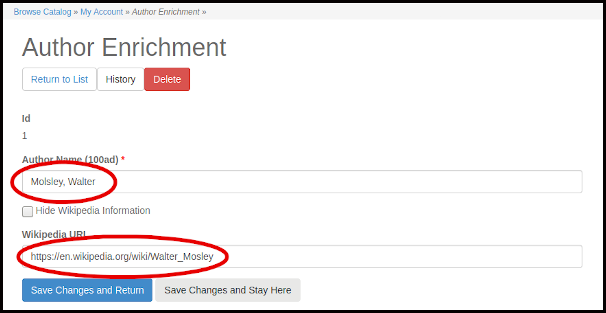 Browse Catalog » My Account » Author Enrichment »
Author Enrichment
Return to List History Delete
Id
1
Author Name (100ad) *
Molsley, Walter
Hide Wikipedia Information
Wikipedia URL
https://en.wikipedia.org/wiki/Walter_Mosley
Save Changes and Return Save Changes and Stay Here